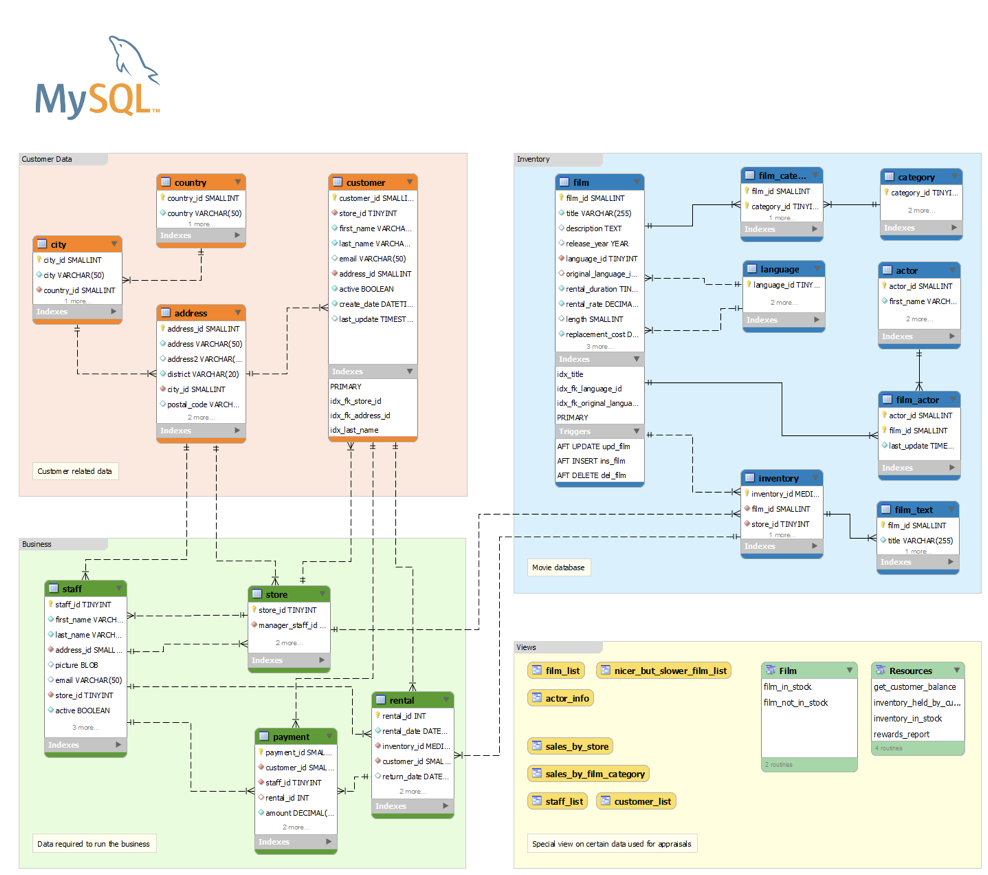 MySQL™
Customer Data
country
country_id SMALLINT
country VARCHAR(50)
1 more...
Indexes
city
city_id SMALLINT
city VARCHAR(50)
country_id SMALLINT
1 more...
Indexes
address
address_id SMALLINT
address VARCHAR(50)
address2 VARCHAR(...
district VARCHAR(20)
city_id SMALLINT
postal_code VARCH...
2 more...
Indexes
customer
customer_id SMALLI...
store_id TINYINT
first_name VARCHA...
last_name VARCHA...
email VARCHAR(50)
address_id SMALLINT
active BOOLEAN
create_date DATETI...
last_update TIMEST...
Indexes
PRIMARY
idx_fk_store_id
idx_fk_address_id
idx_last_name
Customer related data
Inventory
film
film_id SMALLINT
title VARCHAR(255)
description TEXT
release_year YEAR
language_id TINYINT
original_language_i...
rental_duration TIN...
rental_rate DECIMA...
length SMALLINT
replacement_cost D...
3 more...
Indexes
idx_title
idx_fk_language_id
idx_fk_original_langua...
PRIMARY
Triggers
AFT UPDATE upd_film
AFT INSERT ins_film
AFT DELETE del_film
film_cate...
film_id SMALLINT
category_id TINYI...
1 more...
Indexes
category
category_id TINYI...
2 more...
Indexes
language
language_id TINY...
2 more...
Indexes
actor
actor_id SMALLINT
first_name VARCH...
2 more...
Indexes
film_actor
actor_id SMALLINT
film_id SMALLINT
last_update TIME...
Indexes
inventory
inventory_id MEDI...
film_id SMALLINT
store_id TINYINT
1 more...
Indexes
film_text
film_id SMALLINT
title VARCHAR(255)
1 more...
Indexes
Movie database
Business
staff
staff_id TINYINT
first_name VARCH...
last_name VARCH...
address_id SMALL...
picture BLOB
email VARCHAR(50)
store_id TINYINT
active BOOLEAN
3 more...
Indexes
store
store_id TINYINT
manager_staff_id ...
2 more...
Indexes
payment
payment_id SMAL...
customer_id SMAL...
staff_id TINYINT
rental_id INT
amount DECIMAL(...
2 more...
Indexes
rental
rental_id INT
rental_date DATE...
inventory_id MEDI...
customer_id SMAL...
return_date DATE...
2 more...
Indexes
Data required to run the business
Views
film_list
nicer_but_slower_film_list
actor_info
sales_by_store
sales_by_film_category
staff_list
customer_list
Film
film_in_stock
film_not_in_stock
2 routines
Resources
get_customer_balance
inventory_held_by_cu...
inventory_in_stock
rewards_report
4 routines
Special view on certain data used for appraisals